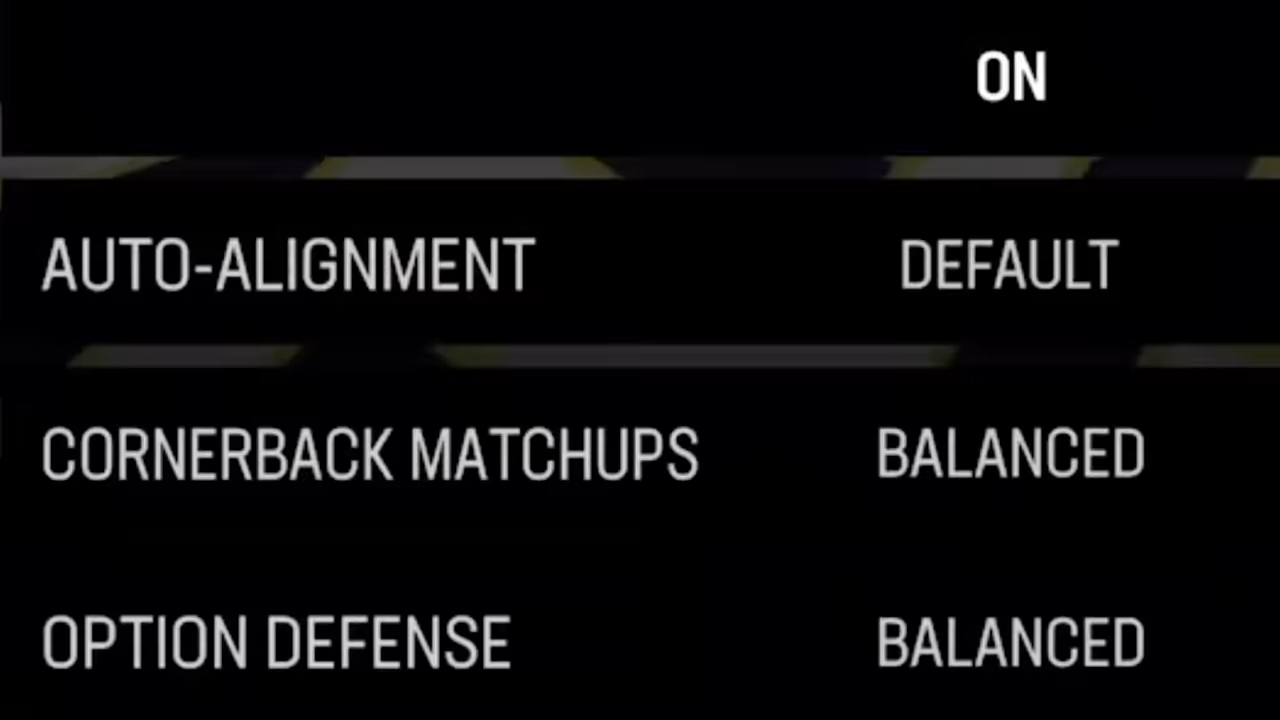 ON
AUTO-ALIGNMENT DEFAULT
CORNERBACK MATCHUPS BALANCED
OPTION DEFENSE BALANCED